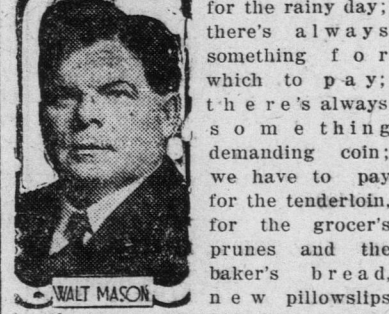 for the rainy day;
there's always
something for
which to pay;
there's always
something
demanding coin;
we have to pay
for the tenderloin,
for the grocer's
prunes and the
baker's bread,
new pillowslips
WALT MASON